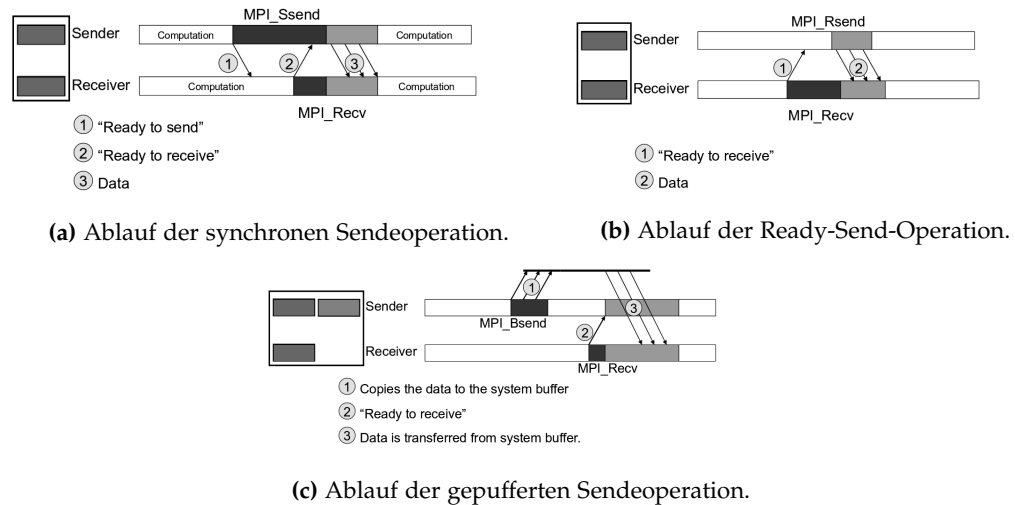 MPI_Ssend
Sender
Computation
Computation
1
2
3
Receiver
Computation
Computation
MPI_Recv
1 “Ready to send”
2 “Ready to receive”
3 Data
(a) Ablauf der synchronen Sendeoperation.
MPI_Rsend
Sender
1
2
Receiver
MPI_Recv
1 “Ready to receive”
2 Data
(b) Ablauf der Ready-Send-Operation.
1
Sender
3
MPI_Bsend
2
Receiver
MPI_Recv
1 Copies the data to the system buffer
2 “Ready to receive”
3 Data is transferred from system buffer.
(c) Ablauf der gepufferten Sendeoperation.